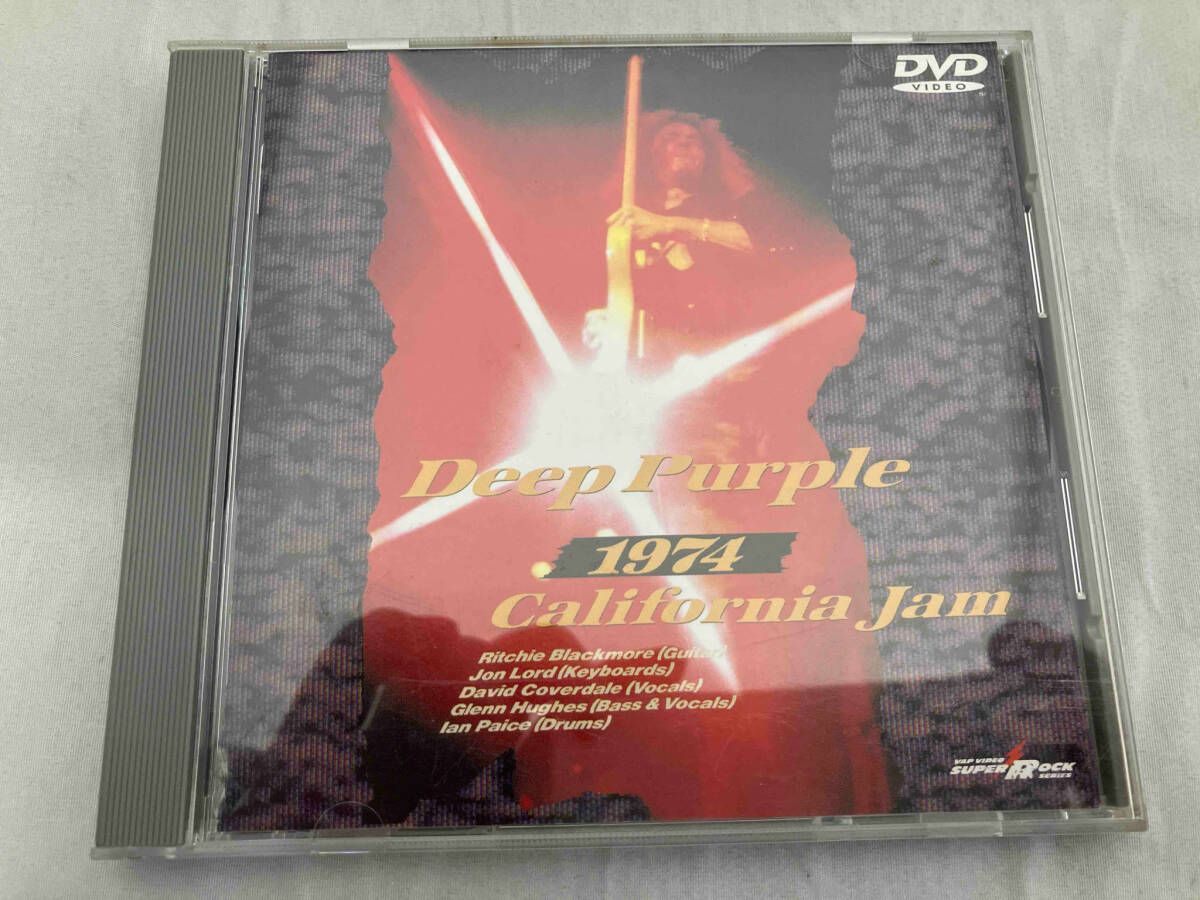 DVD
VIDEO
Deep Purple
1974
California Jam
Ritchie Blackmore (Guitar)
Jon Lord (Keyboards)
David Coverdale (Vocals)
Glenn Hughes (Bass & Vocals)
Ian Paice (Drums)
VAP VIDEO
SUPER ROCK
SERIES